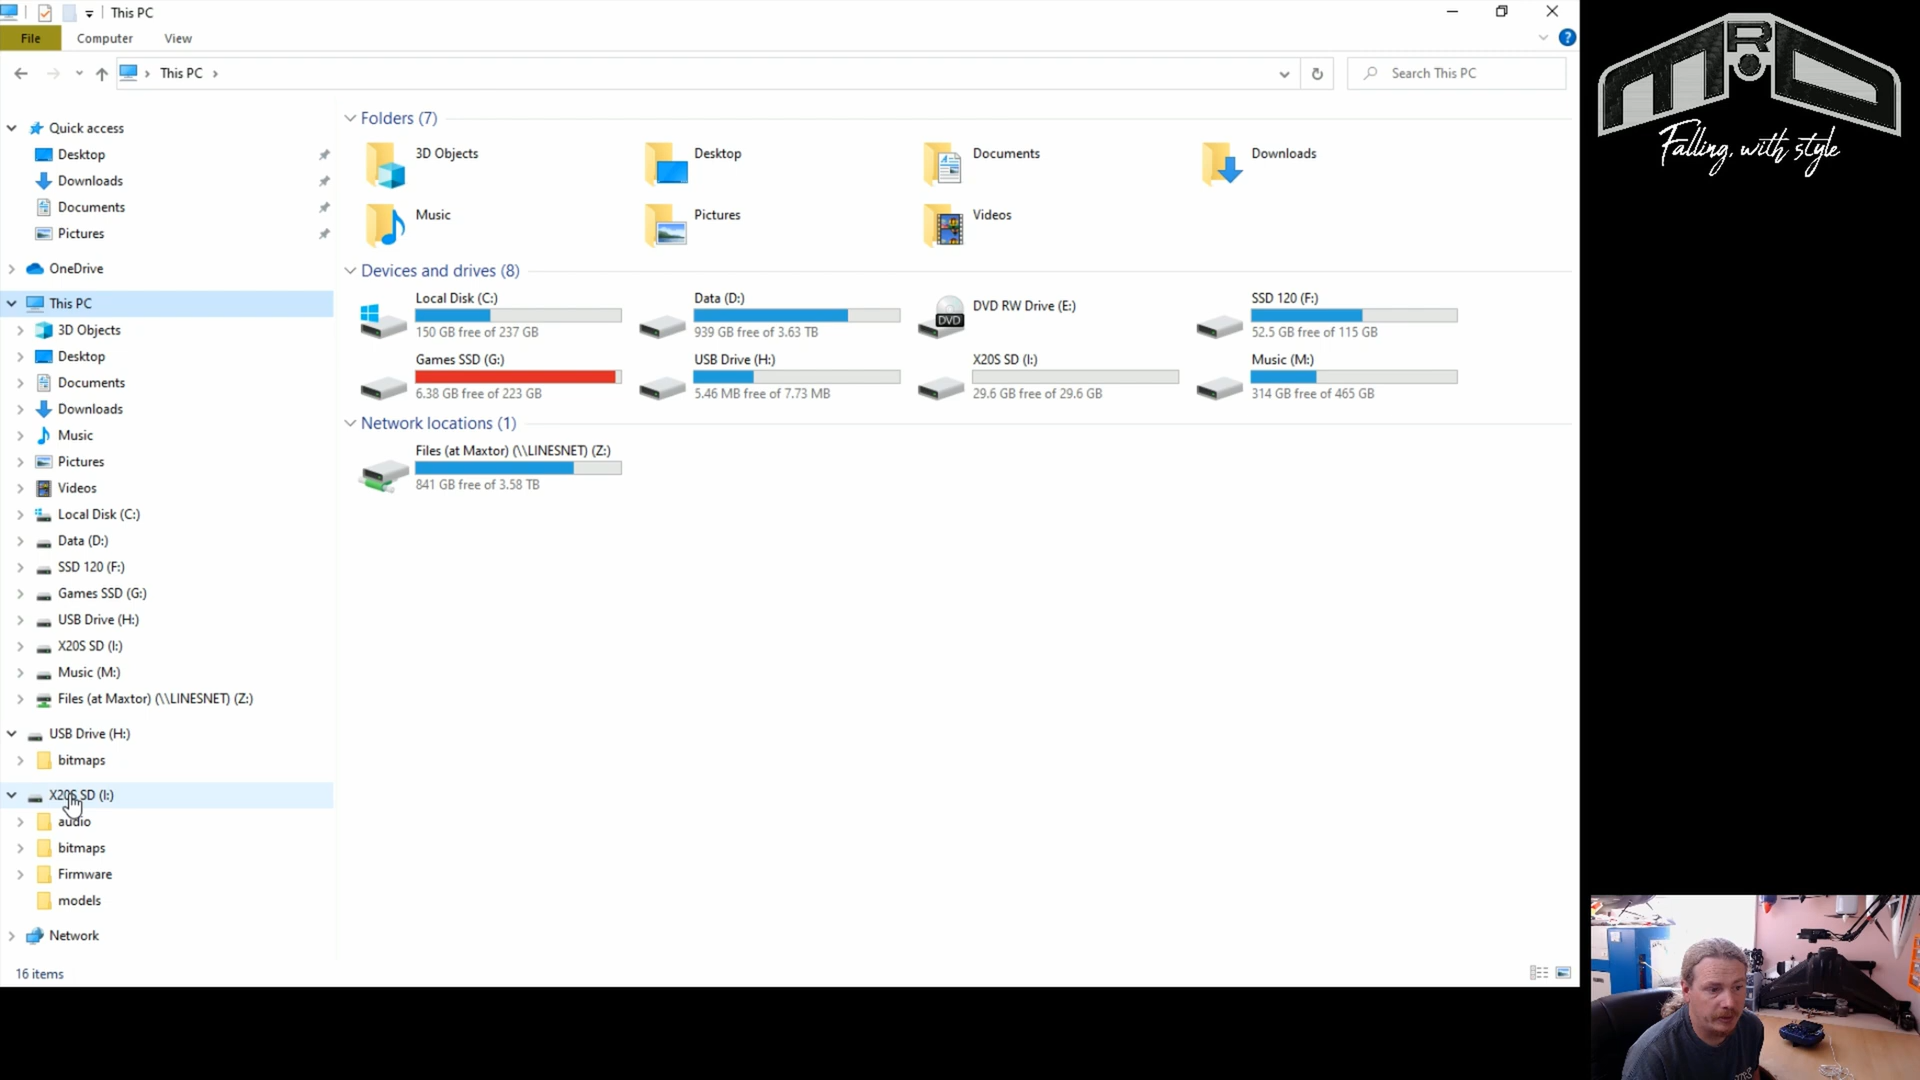 This PC
File
Computer
View
This PC
Search This PC
Quick access
Desktop
Downloads
Documents
Pictures
OneDrive
This PC
3D Objects
Desktop
Documents
Downloads
Music
Pictures
Videos
Local Disk (C:)
Data (D:)
SSD 120 (F:)
Games SSD (G:)
USB Drive (H:)
X20S SD (I:)
Music (M:)
Files (at Maxtor) (\\LINESNET) (Z:)
USB Drive (H:)
bitmaps
X20S SD (I:)
audio
bitmaps
Firmware
models
Network
16 items
Folders (7)
3D Objects
Desktop
Documents
Downloads
Music
Pictures
Videos
Devices and drives (8)
Local Disk (C:)
150 GB free of 237 GB
Data (D:)
939 GB free of 3.63 TB
DVD RW Drive (E:)
DVD
SSD 120 (F:)
52.5 GB free of 115 GB
Games SSD (G:)
6.38 GB free of 223 GB
USB Drive (H:)
5.46 MB free of 7.73 MB
X20S SD (I:)
29.6 GB free of 29.6 GB
Music (M:)
314 GB free of 465 GB
Network locations (1)
Files (at Maxtor) (\\LINESNET) (Z:)
841 GB free of 3.58 TB
MRD
Falling, with style